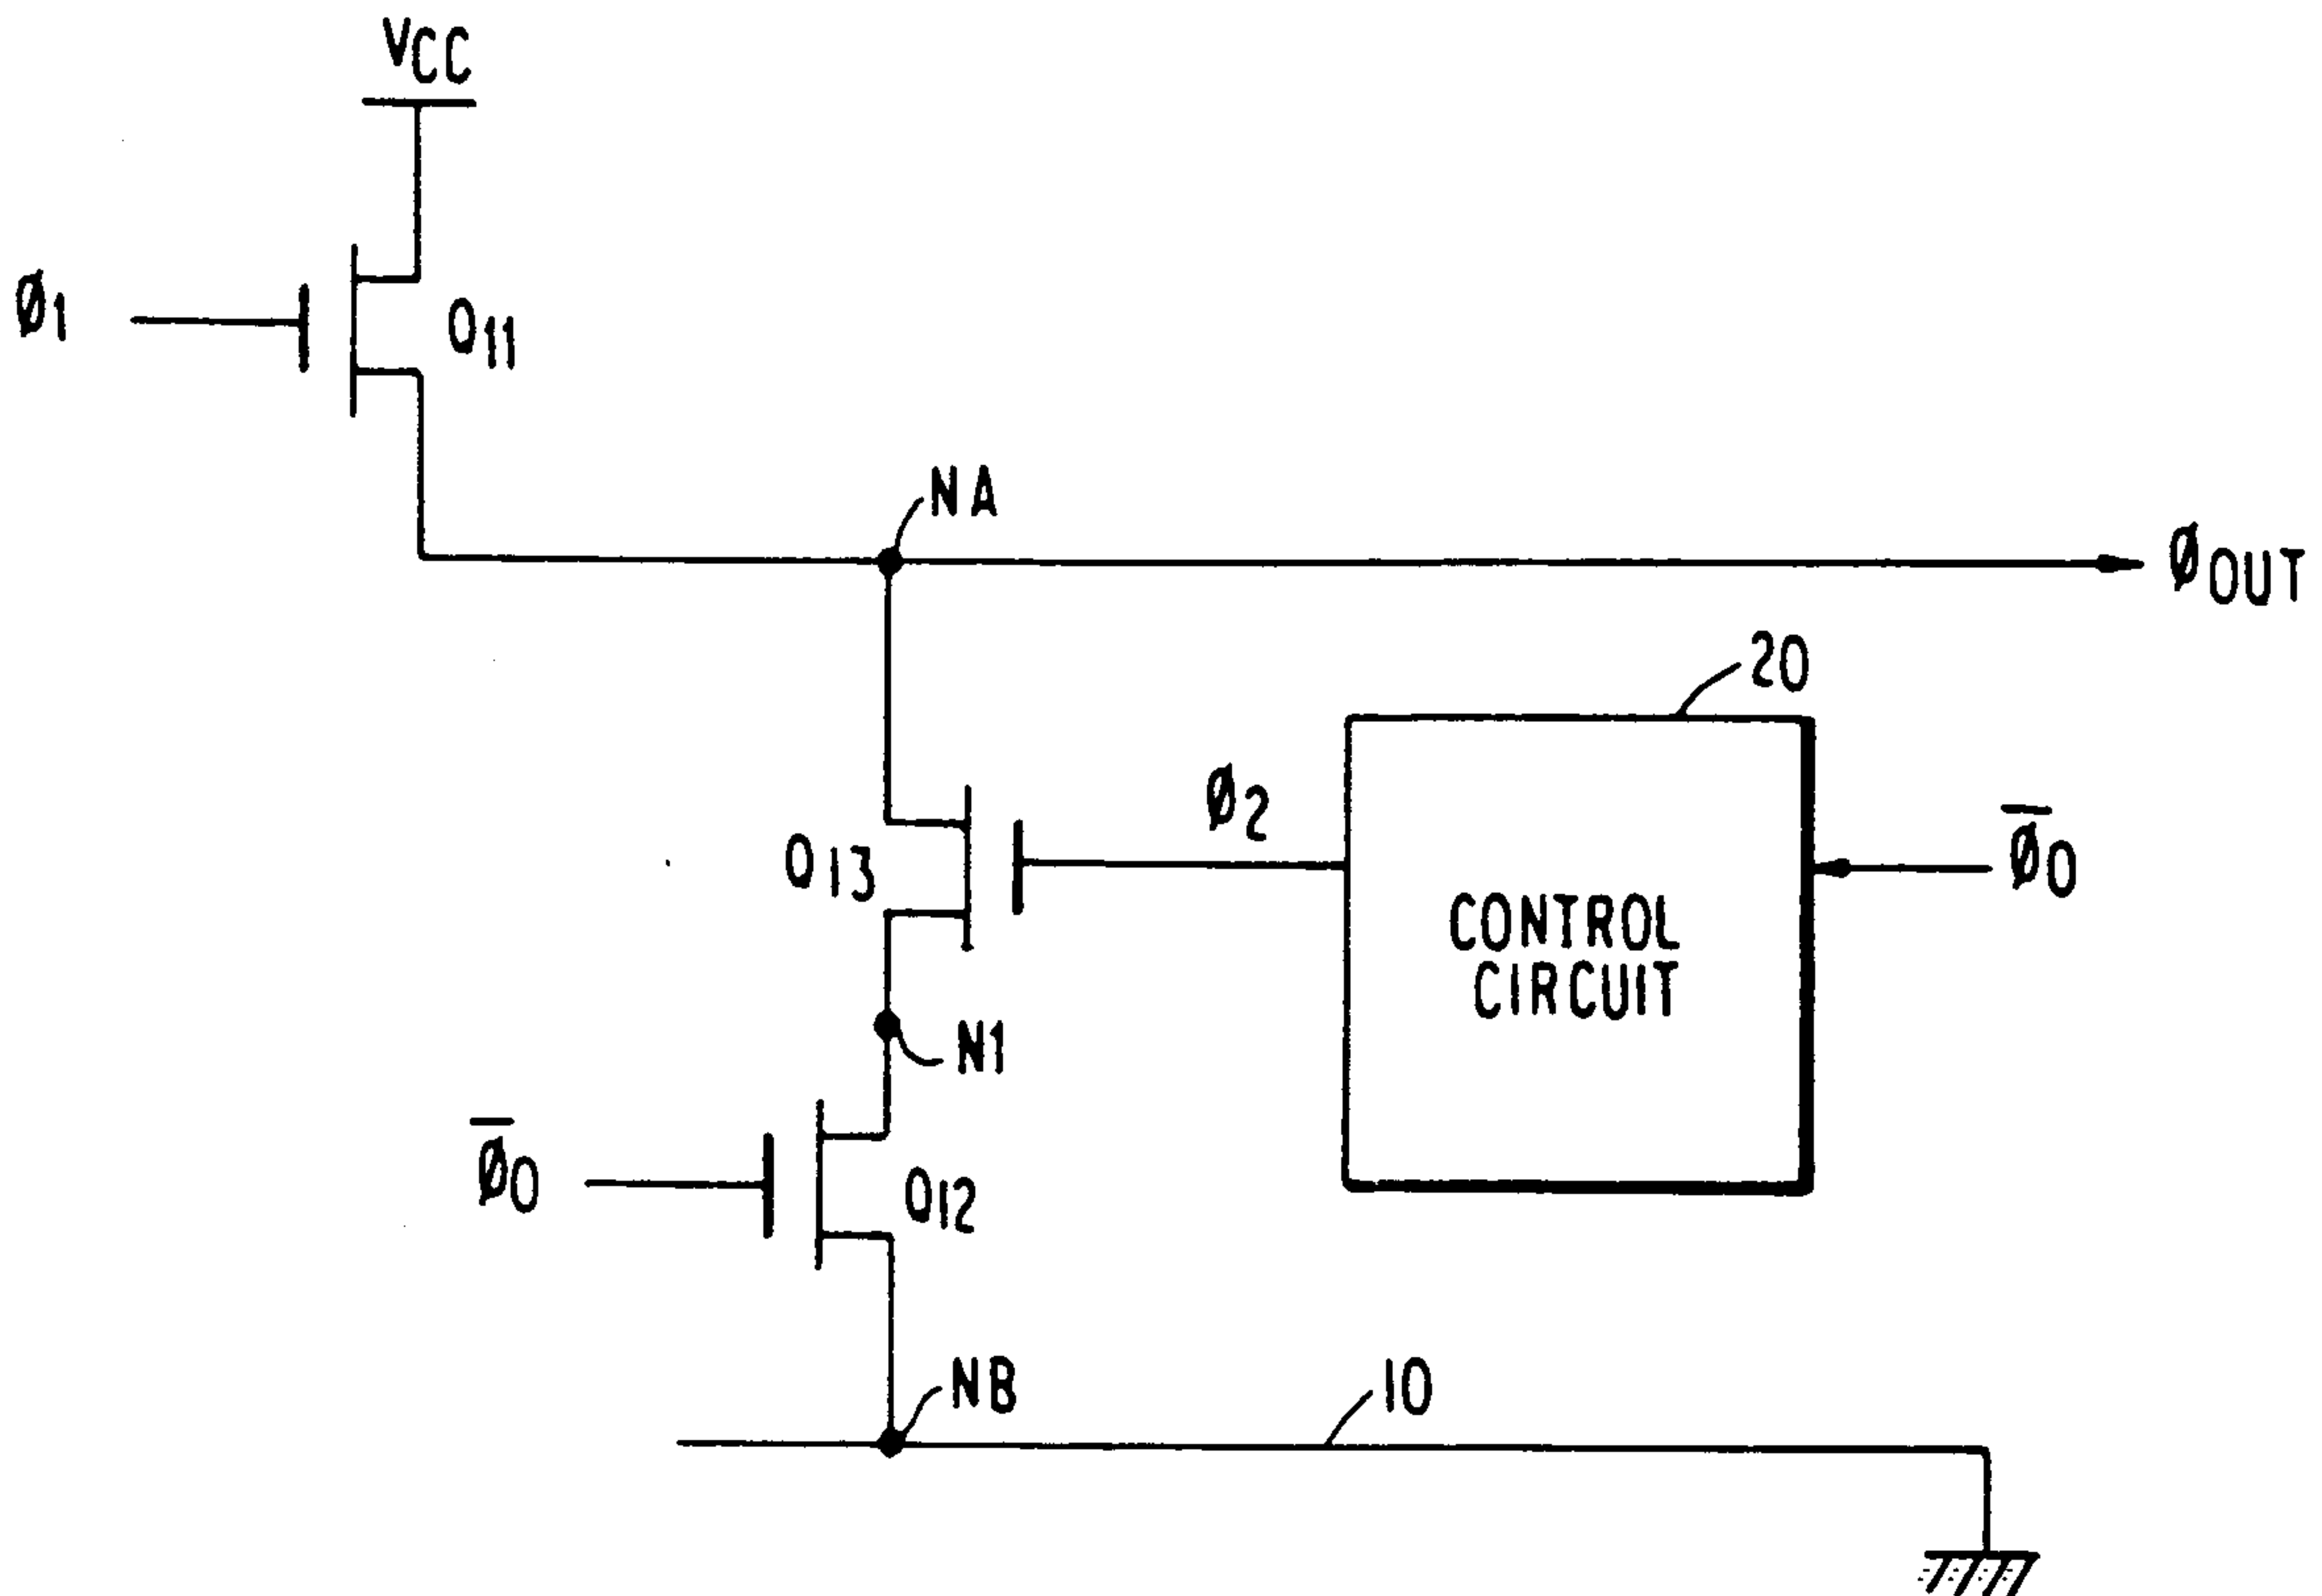 VCC
Ø1
Q11
NA
ØOUT
20
Ø2
Q13
Ø̅0
CONTROL
CIRCUIT
N1
Ø̅0
Q12
NB
10